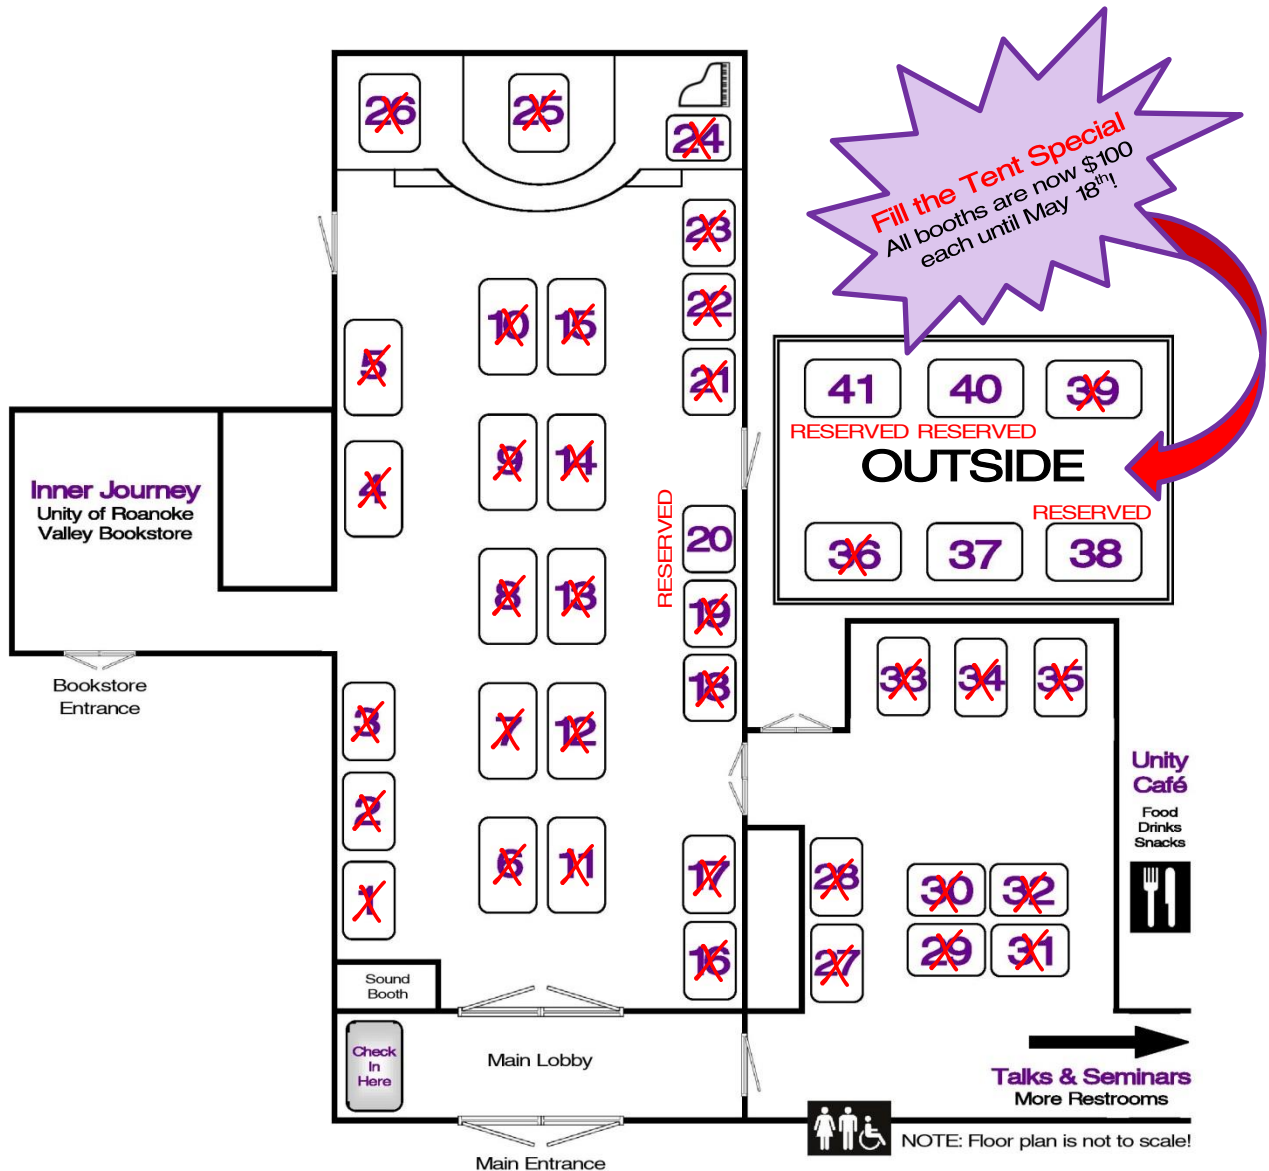 26
25
24
Fill the Tent Special
All booths are now $100
each until May 18th!
23
22
21
10
15
5
41
40
39
RESERVED
RESERVED
OUTSIDE
9
14
4
Inner Journey
Unity of Roanoke
Valley Bookstore
RESERVED
RESERVED
20
36
37
38
8
13
19
18
33
34
35
Bookstore
Entrance
3
7
12
2
Unity
Café
Food
Drinks
Snacks
6
11
17
28
30
32
1
16
27
29
31
Sound
Booth
Check
In
Here
Main Lobby
Talks & Seminars
More Restrooms
NOTE: Floor plan is not to scale!
Main Entrance